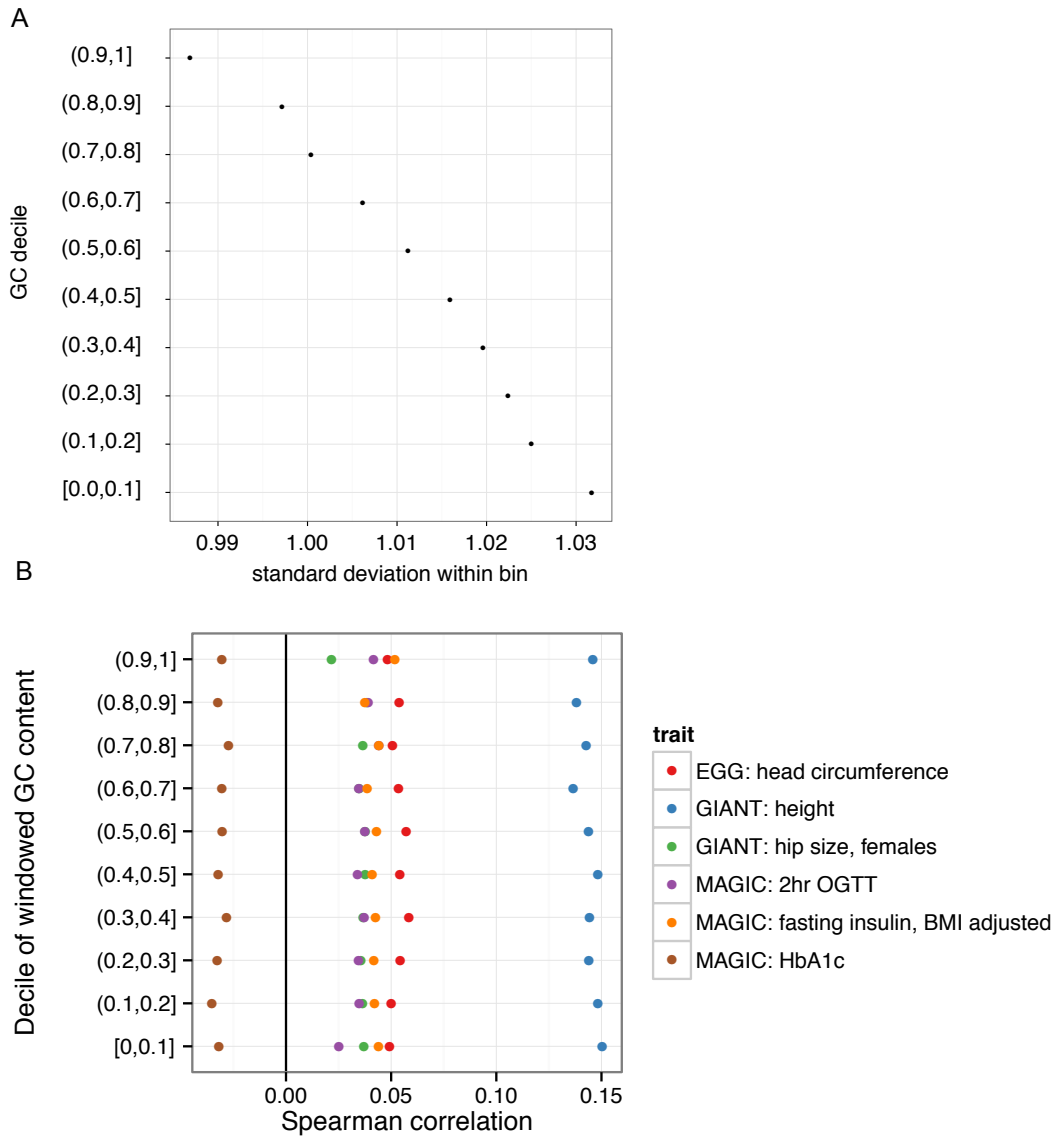 A
GC decile
(0.9,1]
(0.8,0.9]
(0.7,0.8]
(0.6,0.7]
(0.5,0.6]
(0.4,0.5]
(0.3,0.4]
(0.2,0.3]
(0.1,0.2]
[0.0,0.1]
0.99 1.00 1.01 1.02 1.03
standard deviation within bin
B
Decile of windowed GC content
(0.9,1]
(0.8,0.9]
(0.7,0.8]
(0.6,0.7]
(0.5,0.6]
(0.4,0.5]
(0.3,0.4]
(0.2,0.3]
(0.1,0.2]
[0,0.1]
0.00 0.05 0.10 0.15
Spearman correlation
trait
EGG: head circumference
GIANT: height
GIANT: hip size, females
MAGIC: 2hr OGTT
MAGIC: fasting insulin, BMI adjusted
MAGIC: HbA1c